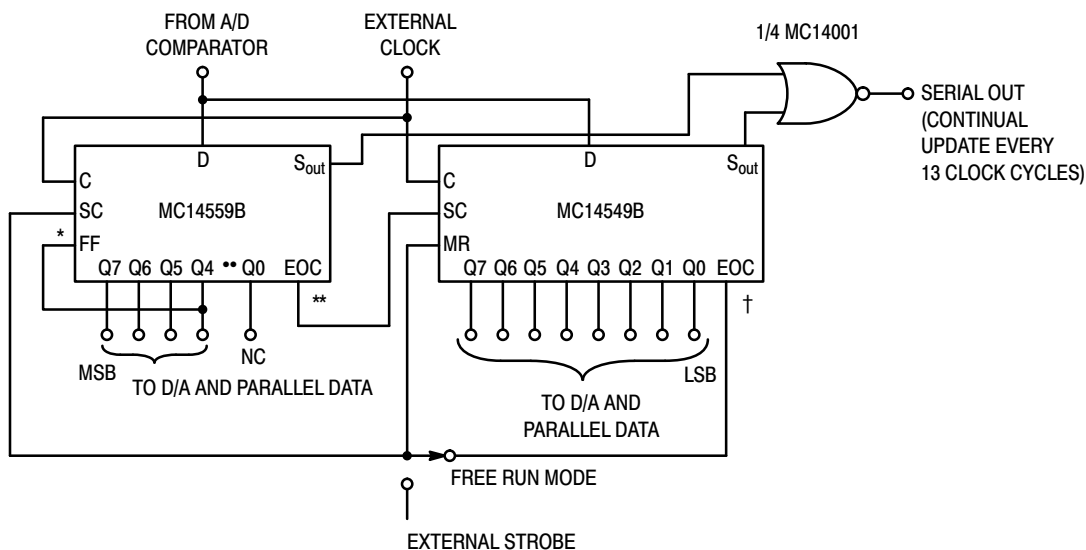 FROM A/D
COMPARATOR
EXTERNAL
CLOCK
1/4 MC14001
SERIAL OUT
(CONTINUAL
UPDATE EVERY
13 CLOCK CYCLES)
C
SC
* FF
D
Sout
MC14559B
Q7 Q6 Q5 Q4 •• Q0 EOC
**
C
SC
MR
D
Sout
MC14549B
Q7 Q6 Q5 Q4 Q3 Q2 Q1 Q0 EOC
†
MSB
NC
TO D/A AND PARALLEL DATA
LSB
TO D/A AND
PARALLEL DATA
FREE RUN MODE
EXTERNAL STROBE